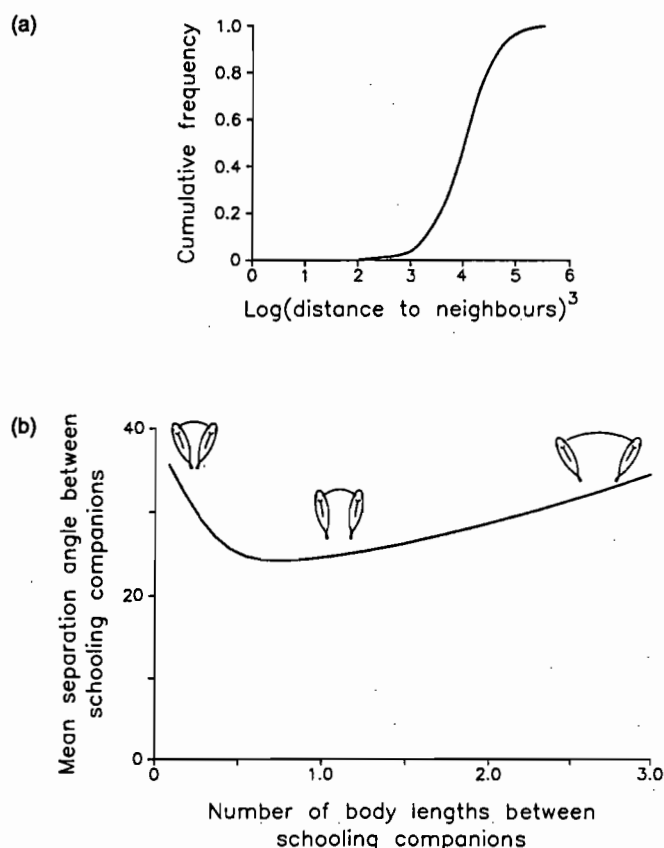 (a)
Cumulative frequency
1.0
0.8
0.6
0.4
0.2
0
0 1 2 3 4 5 6
Log(distance to neighbours)³
(b)
Mean separation angle between
schooling companions
40
20
0
0 1.0 2.0 3.0
Number of body lengths between
schooling companions